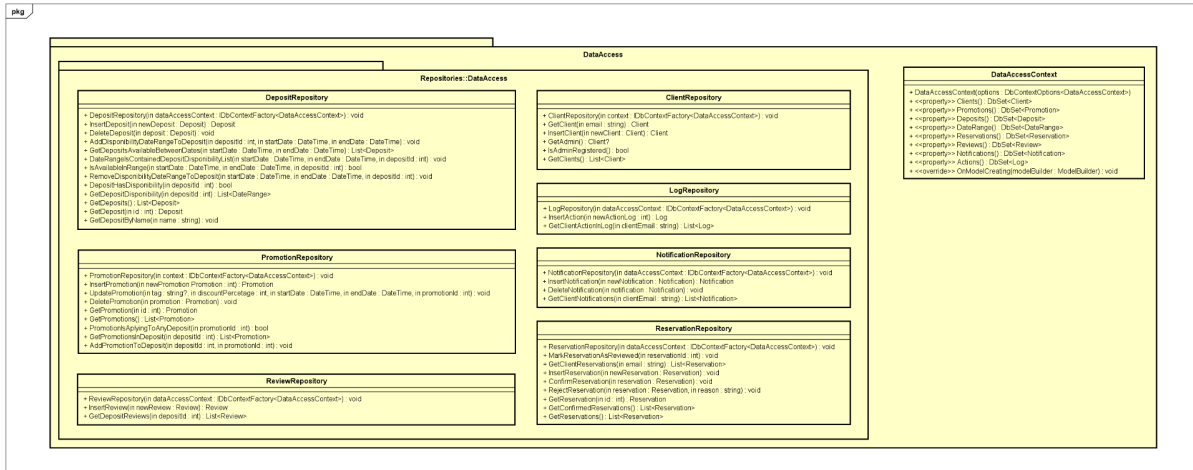 pkg
DataAccess
Repositories::DataAccess
DepositRepository
+ DepositRepository(in dataAccessContext : IDbContextFactory<DataAccessContext>) : void
+ InsertDeposit(in newDeposit : Deposit) : Deposit
+ DeleteDeposit(in deposit : Deposit) : void
+ AddDisponibilityDateRangeToDeposit(in depositId : int, in startDate : DateTime, in endDate : DateTime) : void
+ GetDepositsAvailableBetweenDates(in startDate : DateTime, in endDate : DateTime) : List<Deposit>
+ DateRangeIsContainedDepositDisponibilityList(in startDate : DateTime, in endDate : DateTime, in depositId : int) : void
+ IsAvailableInRange(in startDate : DateTime, in endDate : DateTime, in depositId : int) : bool
+ RemoveDisponibilityDateRangeToDeposit(in startDate : DateTime, in endDate : DateTime, in depositId : int) : void
+ DepositHasDisponibility(in depositId : int) : bool
+ GetDepositDisponibility(in depositId : int) : List<DateRange>
+ GetDeposits() : List<Deposit>
+ GetDeposit(in id : int) : Deposit
+ GetDepositByName(in name : string) : void
PromotionRepository
+ PromotionRepository(in context : IDbContextFactory<DataAccessContext>) : void
+ InsertPromotion(in newPromotion Promotion : int) : Promotion
+ UpdatePromotion(in tag : string?, in discountPercetage : int, in startDate : DateTime, in endDate : DateTime, in promotionId : int) : void
+ DeletePromotion(in promotion : Promotion) : void
+ GetPromotion(in id : int) : Promotion
+ GetPromotions() : List<Promotion>
+ PromotionIsAplyingToAnyDeposit(in promotionId : int) : bool
+ GetPromotionsInDeposit(in depositId : int) : List<Promotion>
+ AddPromotionToDeposit(in depositId : int, in promotionId : int) : void
ReviewRepository
+ ReviewRepository(in dataAccessContext : IDbContextFactory<DataAccessContext>) : void
+ InsertReview(in newReview : Review) : Review
+ GetDepositReviews(in depositId : int) : List<Review>
ClientRepository
+ ClientRepository(in context : IDbContextFactory<DataAccessContext>) : void
+ GetClient(in email : string) : Client
+ InsertClient(in newClient : Client) : Client
+ GetAdmin() : Client?
+ IsAdminRegistered() : bool
+ GetClients() : List<Client>
LogRepository
+ LogRepository(in dataAccessContext : IDbContextFactory<DataAccessContext>) : void
+ InsertAction(in newActionLog : int) : Log
+ GetClientActionInLog(in clientEmail : string) : List<Log>
NotificationRepository
+ NotificationRepository(in dataAccessContext : IDbContextFactory<DataAccessContext>) : void
+ InsertNotification(in newNotification : Notification) : Notification
+ DeleteNotification(in notification : Notification) : void
+ GetClientNotifications(in clientEmail : string) : List<Notification>
ReservationRepository
+ ReservationRepository(in dataAccessContext : IDbContextFactory<DataAccessContext>) : void
+ MarkReservationAsReviewed(in reservationId : int) : void
+ GetClientReservations(in email : string) : List<Reservation>
+ InsertReservation(in newReservation : Reservation) : void
+ ConfirmReservation(in reservation : Reservation) : void
+ RejectReservation(in reservation : Reservation, in reason : string) : void
+ GetReservation(in id : int) : Reservation
+ GetConfirmedReservations() : List<Reservation>
+ GetReservations() : List<Reservation>
DataAccessContext
+ DataAccessContext(options : DbContextOptions<DataAccessContext>)
+ <<property>> Clients() : DbSet<Client>
+ <<property>> Promotions() : DbSet<Promotion>
+ <<property>> Deposits() : DbSet<Deposit>
+ <<property>> DateRange() : DbSet<DateRange>
+ <<property>> Reservations() : DbSet<Reservation>
+ <<property>> Reviews() : DbSet<Review>
+ <<property>> Notifications() : DbSet<Notification>
+ <<property>> Actions() : DbSet<Log>
+ <<override>> OnModelCreating(modelBuilder : ModelBuilder) : void